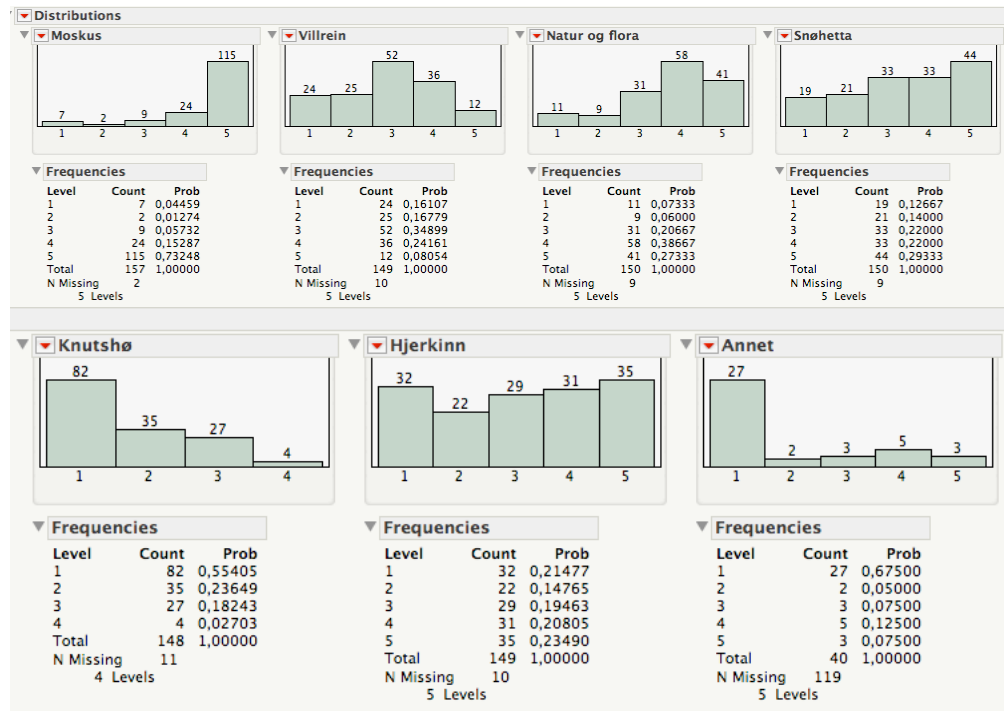 Distributions
Moskus Villrein Natur og flora Snøhetta
7 2 9 24 115 24 25 52 36 12 11 9 31 58 41 19 21 33 33 44
1 2 3 4 5 1 2 3 4 5 1 2 3 4 5 1 2 3 4 5
Frequencies Frequencies Frequencies Frequencies
Level Count Prob Level Count Prob Level Count Prob Level Count Prob
1 7 0,04459 1 24 0,16107 1 11 0,07333 1 19 0,12667
2 2 0,01274 2 25 0,16779 2 9 0,06000 2 21 0,14000
3 9 0,05732 3 52 0,34899 3 31 0,20667 3 33 0,22000
4 24 0,15287 4 36 0,24161 4 58 0,38667 4 33 0,22000
5 115 0,73248 5 12 0,08054 5 41 0,27333 5 44 0,29333
Total 157 1,00000 Total 149 1,00000 Total 150 1,00000 Total 150 1,00000
N Missing 2 N Missing 10 N Missing 9 N Missing 9
5 Levels 5 Levels 5 Levels 5 Levels
Knutshø Hjerkinn Annet
82 35 27 4 32 22 29 31 35 27 2 3 5 3
1 2 3 4 1 2 3 4 5 1 2 3 4 5
Frequencies Frequencies Frequencies
Level Count Prob Level Count Prob Level Count Prob
1 82 0,55405 1 32 0,21477 1 27 0,67500
2 35 0,23649 2 22 0,14765 2 2 0,05000
3 27 0,18243 3 29 0,19463 3 3 0,07500
4 4 0,02703 4 31 0,20805 4 5 0,12500
Total 148 1,00000 5 35 0,23490 5 3 0,07500
N Missing 11 Total 149 1,00000 Total 40 1,00000
4 Levels N Missing 10 N Missing 119
5 Levels 5 Levels